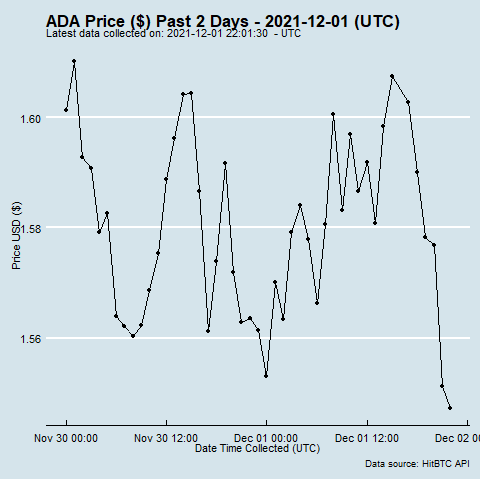 ADA Price ($) Past 2 Days - 2021-12-01 (UTC)
Latest data collected on: 2021-12-01 22:01:30 - UTC
1.60
1.58
1.56
Price USD ($)
Nov 30 00:00 Nov 30 12:00 Dec 01 00:00 Dec 01 12:00 Dec 02 0
Date Time Collected (UTC)
Data source: HitBTC API